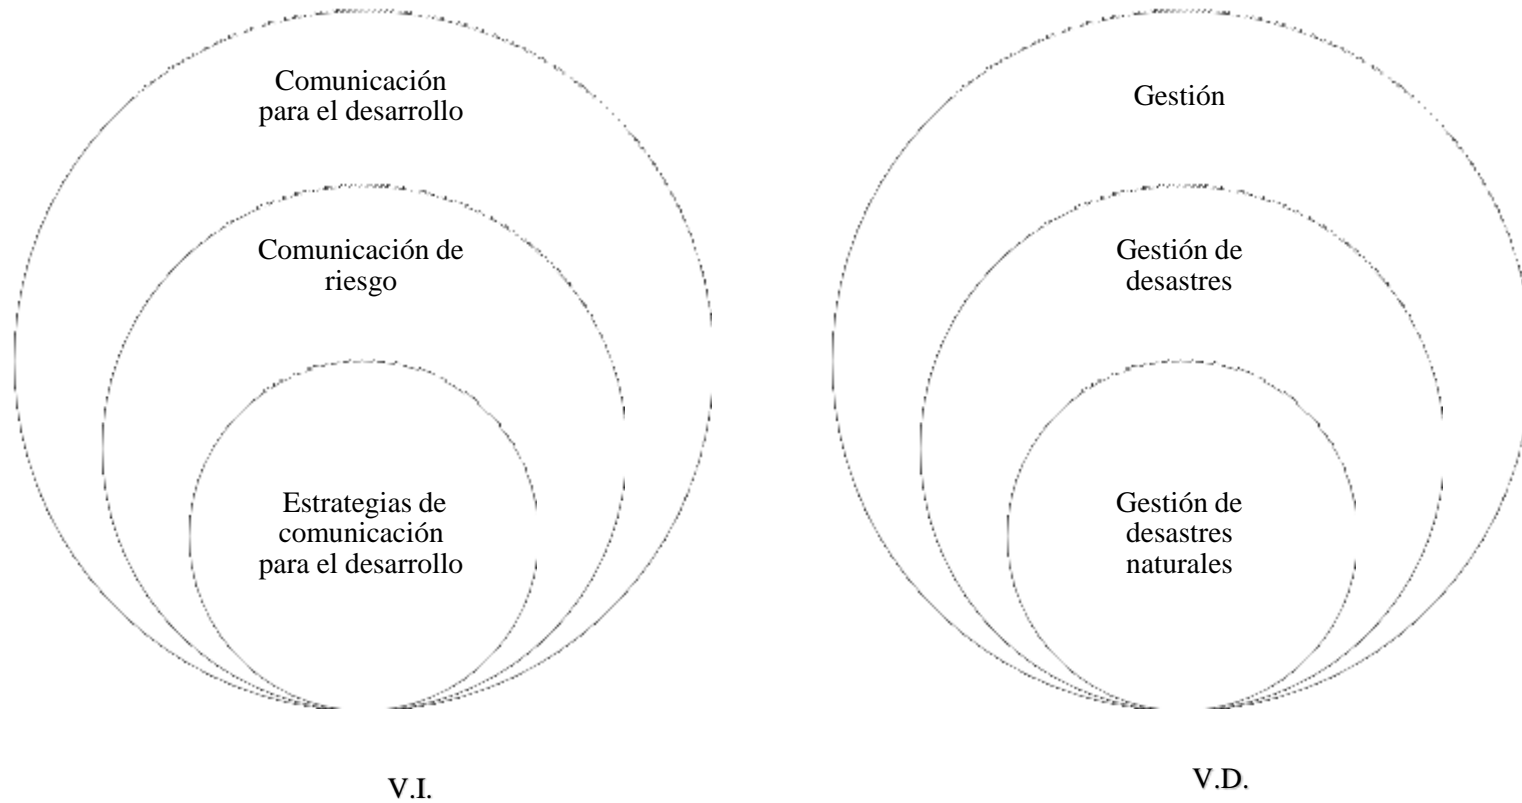 Comunicación
para el desarrollo
Comunicación de
riesgo
Estrategias de
comunicación
para el desarrollo
V.I.
Gestión
Gestión de
desastres
Gestión de
desastres
naturales
V.D.